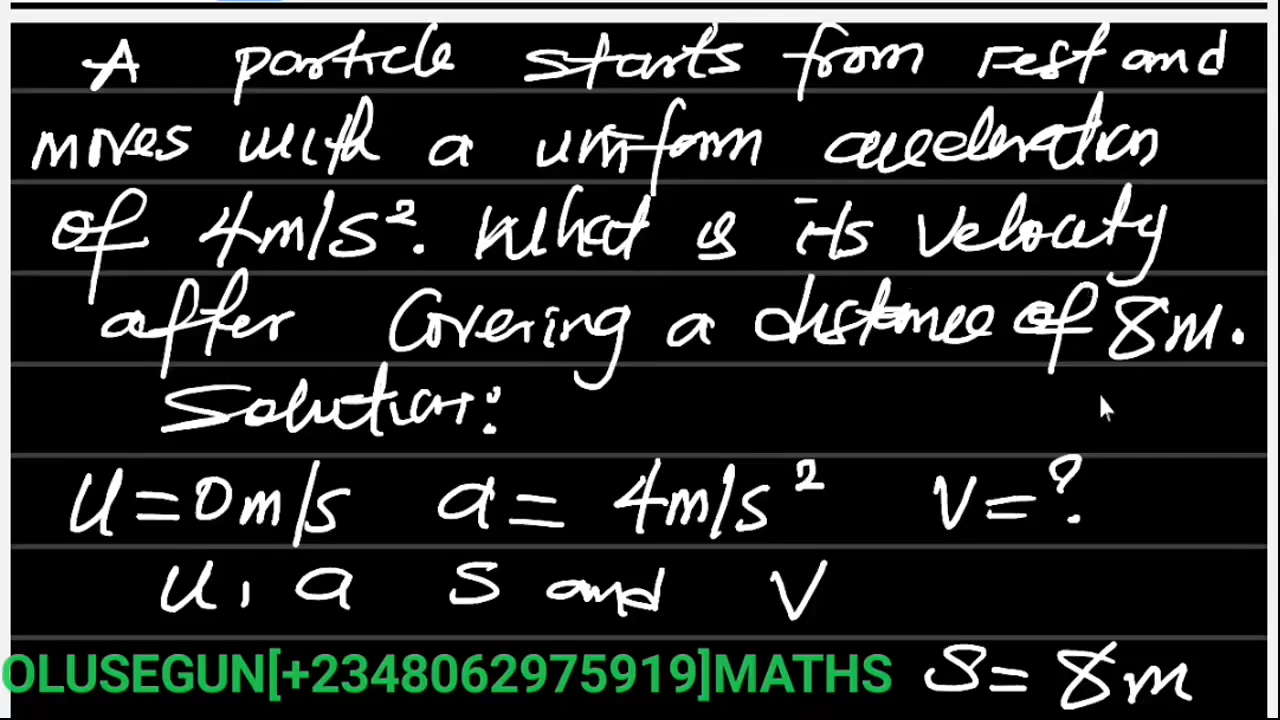 A particle starts from rest and
moves with a uniform acceleration
of 4m/s². What is its velocity
after Covering a distance of 8m.
Solution:
U=0m/s a= 4m/s² V=?
U, a S and V
S= 8m
OLUSEGUN[+2348062975919]MATHS